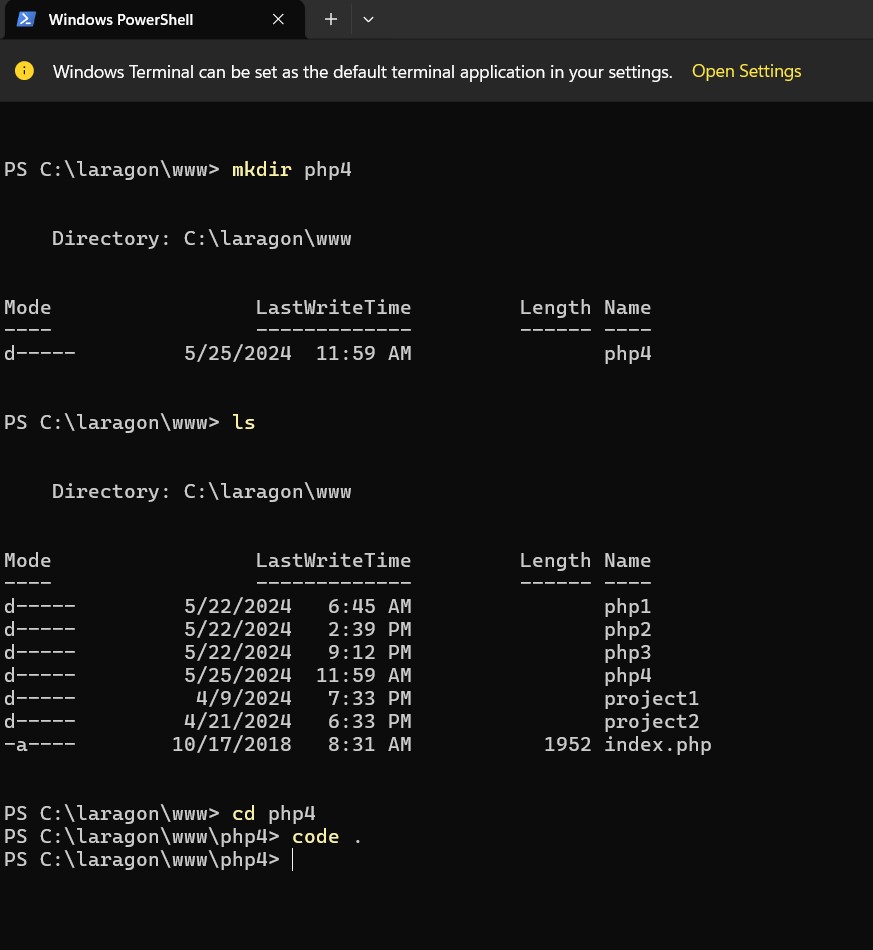 Windows PowerShell
Windows Terminal can be set as the default terminal application in your settings. Open Settings
PS C:\laragon\www> mkdir php4
Directory: C:\laragon\www
Mode                 LastWriteTime         Length Name
----                 -------------         ------ ----
d-----         5/25/2024  11:59 AM                php4
PS C:\laragon\www> ls
Directory: C:\laragon\www
Mode                 LastWriteTime         Length Name
----                 -------------         ------ ----
d-----         5/22/2024   6:45 AM                php1
d-----         5/22/2024   2:39 PM                php2
d-----         5/22/2024   9:12 PM                php3
d-----         5/25/2024  11:59 AM                php4
d-----          4/9/2024   7:33 PM                project1
d-----         4/21/2024   6:33 PM                project2
-a----        10/17/2018   8:31 AM           1952 index.php
PS C:\laragon\www> cd php4
PS C:\laragon\www\php4> code .
PS C:\laragon\www\php4>